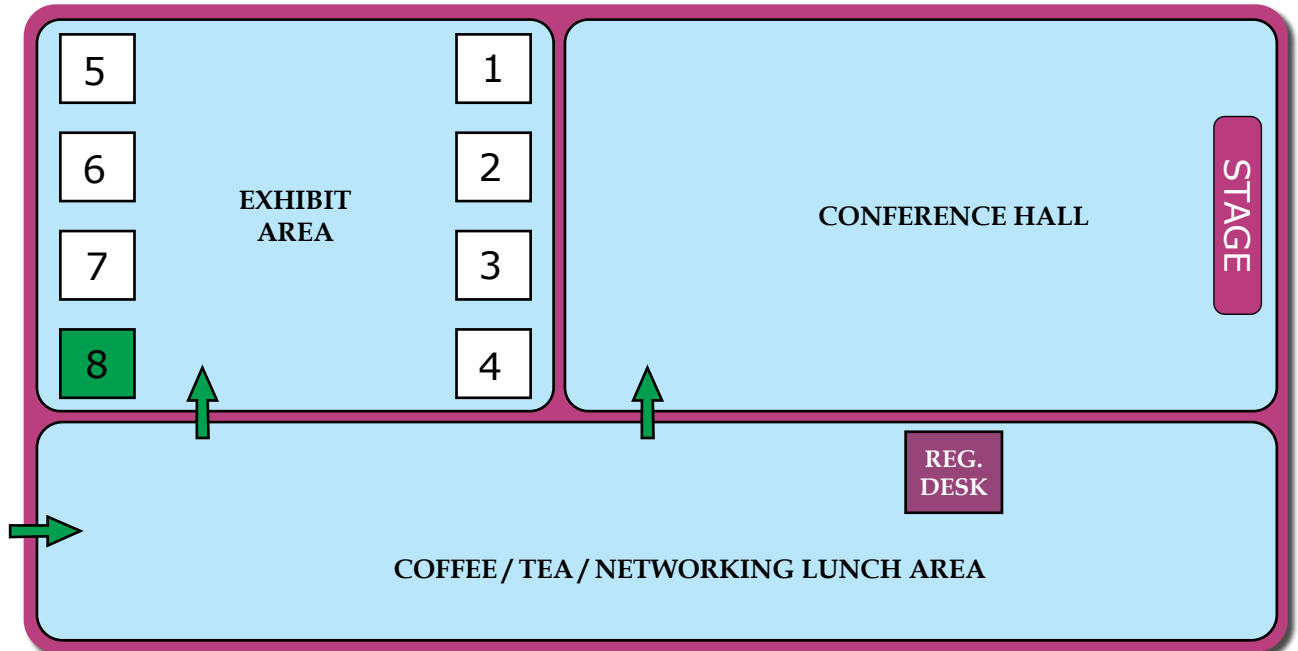 5
1
6
2
EXHIBIT
AREA
7
3
8
4
CONFERENCE HALL
STAGE
REG.
DESK
COFFEE / TEA / NETWORKING LUNCH AREA